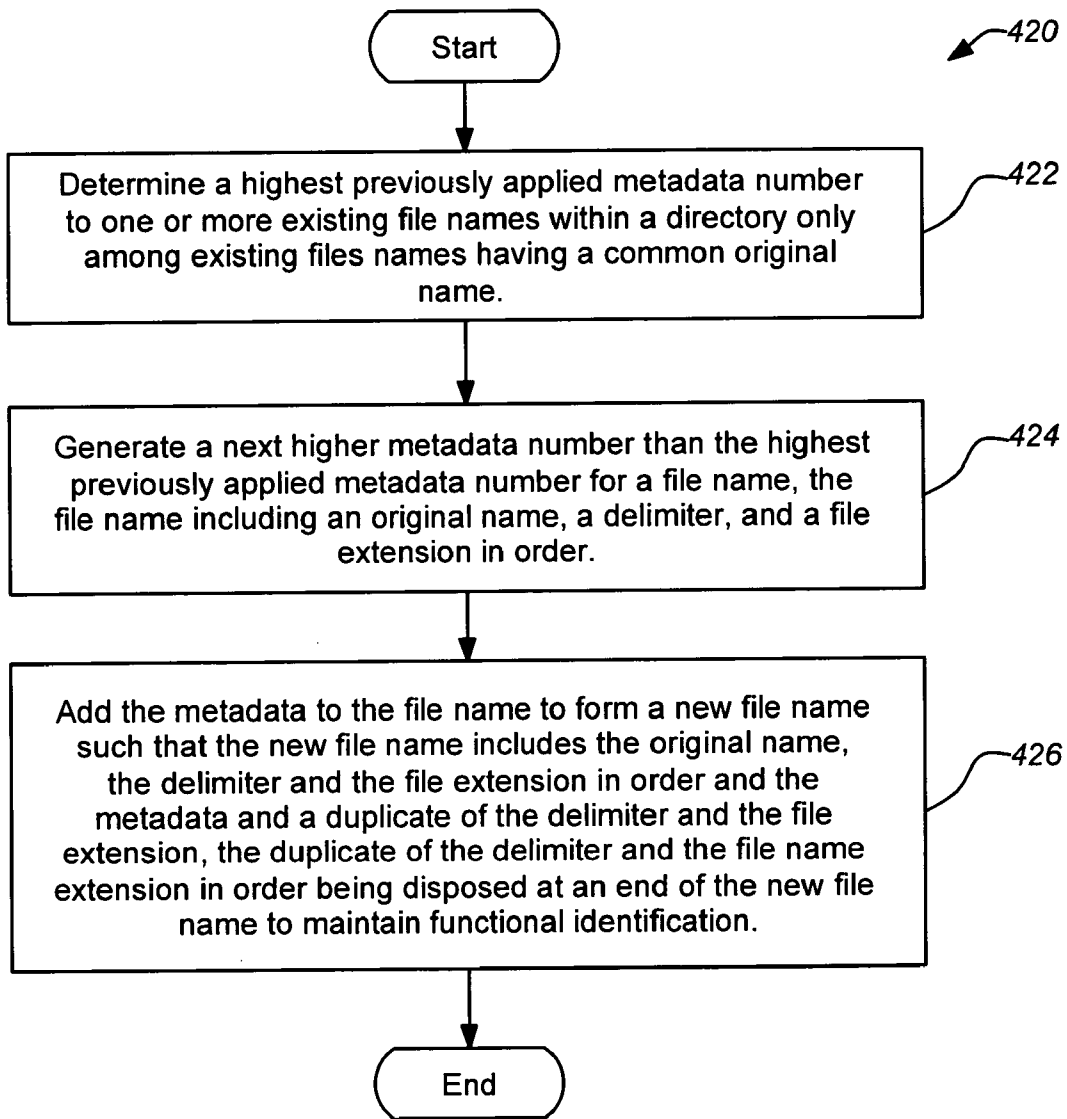 Start
420
Determine a highest previously applied metadata number
to one or more existing file names within a directory only
among existing files names having a common original
name.
422
Generate a next higher metadata number than the highest
previously applied metadata number for a file name, the
file name including an original name, a delimiter, and a file
extension in order.
424
Add the metadata to the file name to form a new file name
such that the new file name includes the original name,
the delimiter and the file extension in order and the
metadata and a duplicate of the delimiter and the file
extension, the duplicate of the delimiter and the file name
extension in order being disposed at an end of the new file
name to maintain functional identification.
426
End